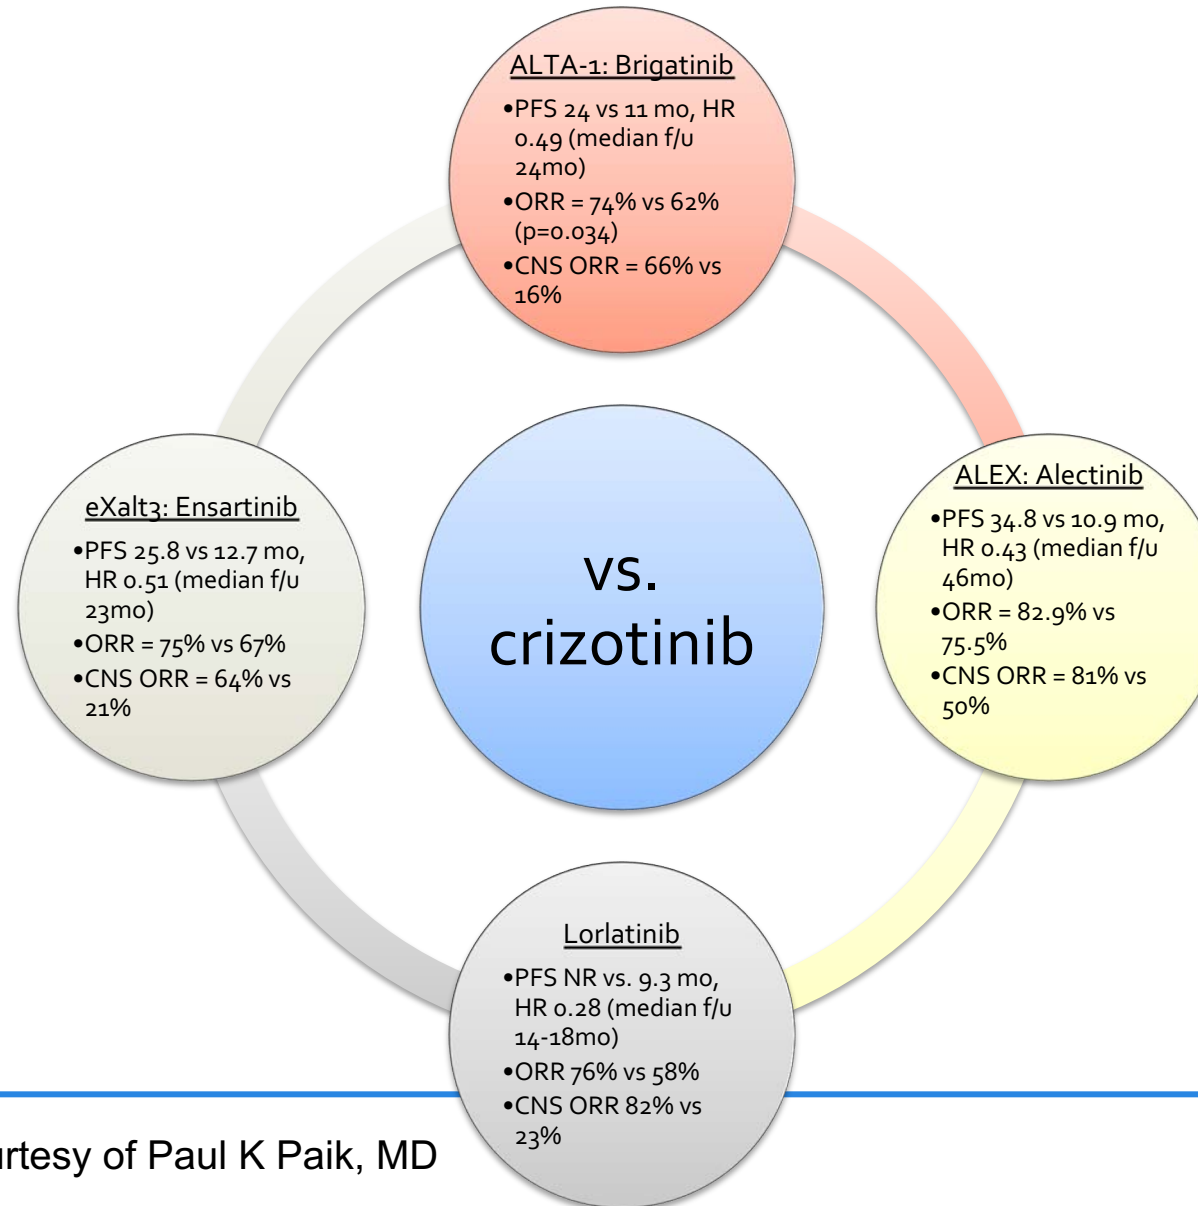 ALTA-1: Brigatinib
•PFS 24 vs 11 mo, HR
0.49 (median f/u
24mo)
•ORR = 74% vs 62%
(p=0.034)
•CNS ORR = 66% vs
16%
eXalt3: Ensartinib
•PFS 25.8 vs 12.7 mo,
HR 0.51 (median f/u
23mo)
•ORR = 75% vs 67%
•CNS ORR = 64% vs
21%
vs.
crizotinib
ALEX: Alectinib
•PFS 34.8 vs 10.9 mo,
HR 0.43 (median f/u
46mo)
•ORR = 82.9% vs
75.5%
•CNS ORR = 81% vs
50%
Lorlatinib
•PFS NR vs. 9.3 mo,
HR 0.28 (median f/u
14-18mo)
•ORR 76% vs 58%
•CNS ORR 82% vs
23%
of Paul K Paik, MD